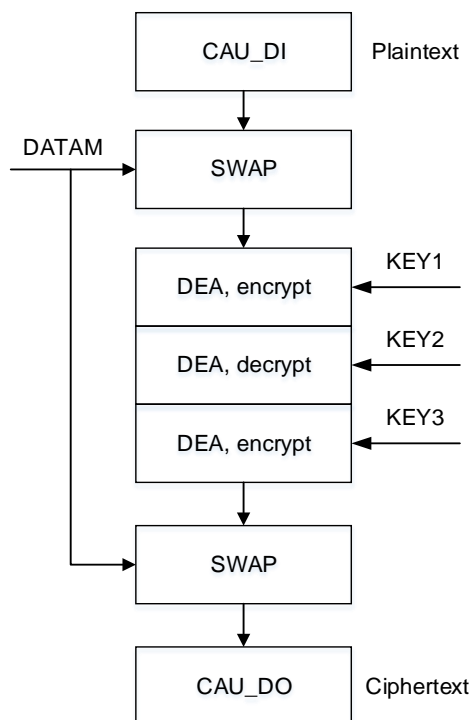 CAU_DI
Plaintext
DATAM
SWAP
DEA, encrypt
KEY1
DEA, decrypt
KEY2
DEA, encrypt
KEY3
SWAP
CAU_DO
Ciphertext